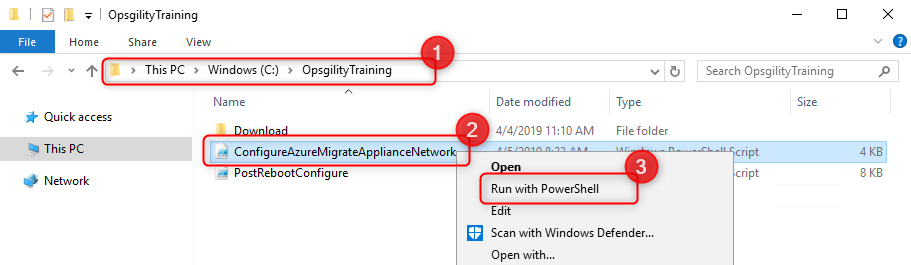 OpsgilityTraining
File Home Share View
1
This PC Windows (C:) OpsgilityTraining Search OpsgilityTraining
Name Date modified Type Size
Quick access
Download 4/4/2019 11:10 AM File folder
2
This PC
ConfigureAzureMigrateApplianceNetwork 4/5/2019 8:33 AM Windows PowerShell Script 4 KB
Network
PostRebootConfigure Script 8 KB
Open
3
Run with PowerShell
Edit
Scan with Windows Defender...
Open with...